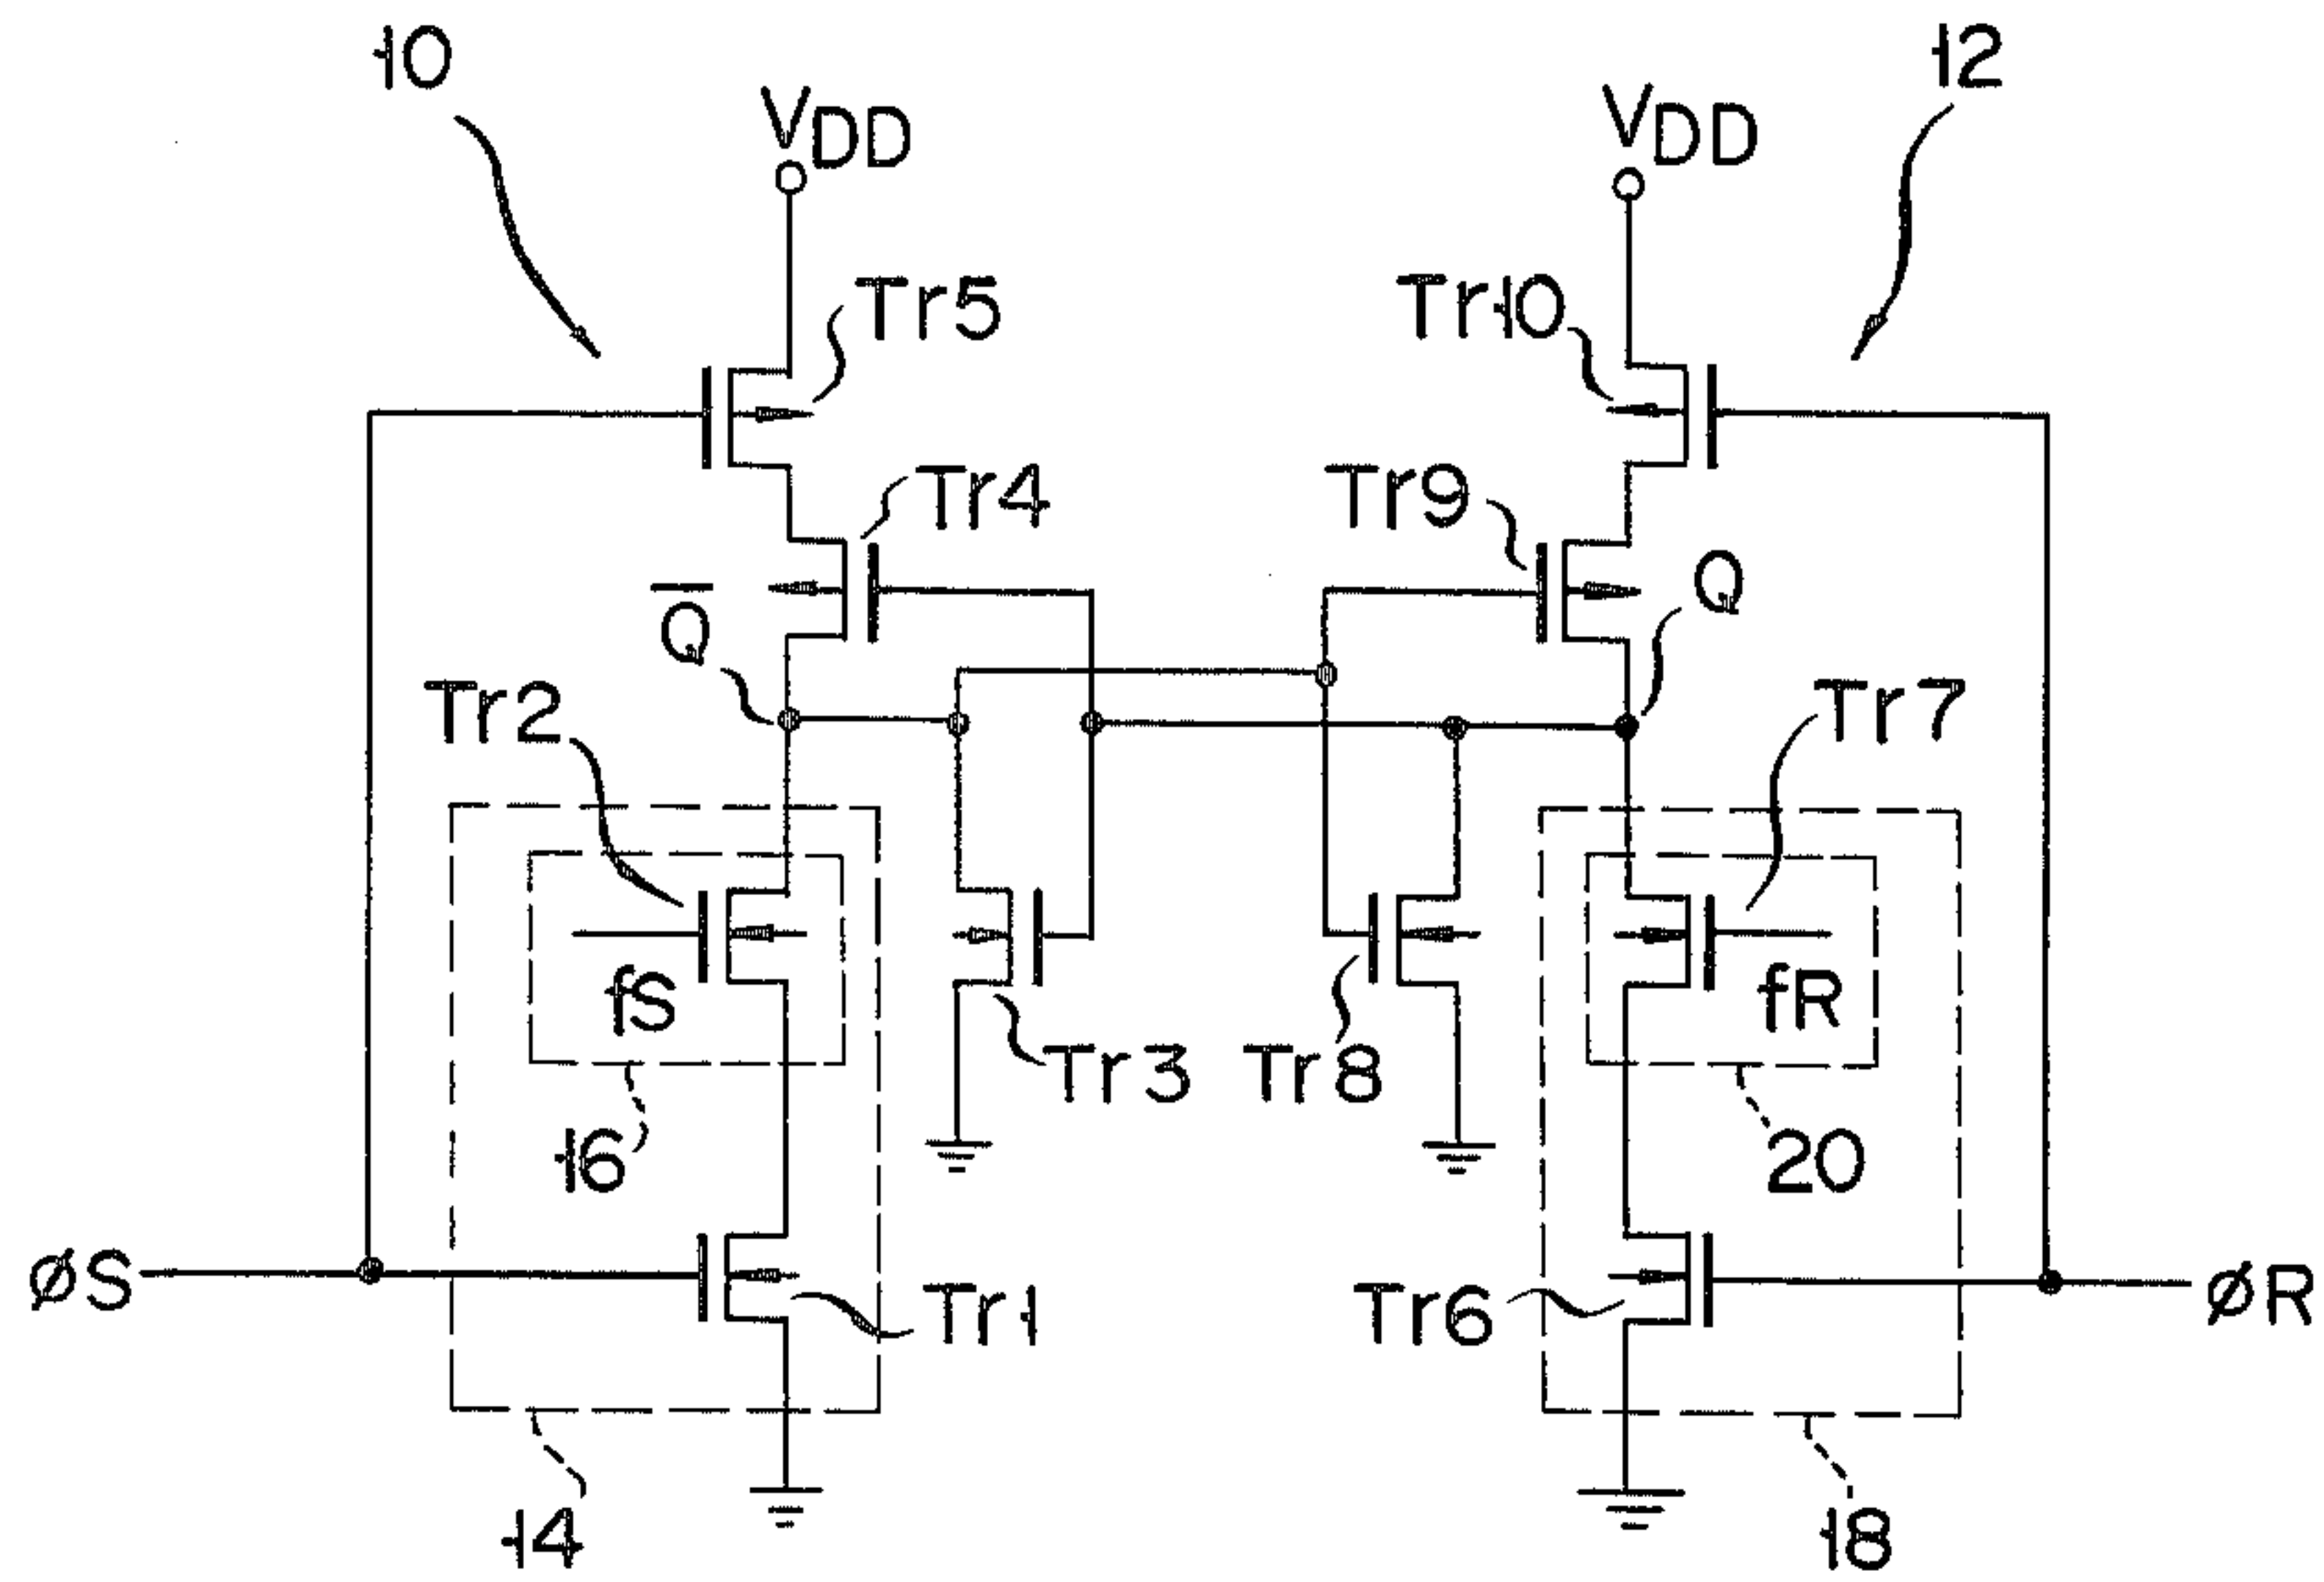 10
12
VDD
VDD
Tr5
Tr10
Tr4
Tr9
Q̅
Q
Tr2
Tr7
fS
fR
Tr3
Tr8
16
20
øS
Tr1
Tr6
øR
14
18